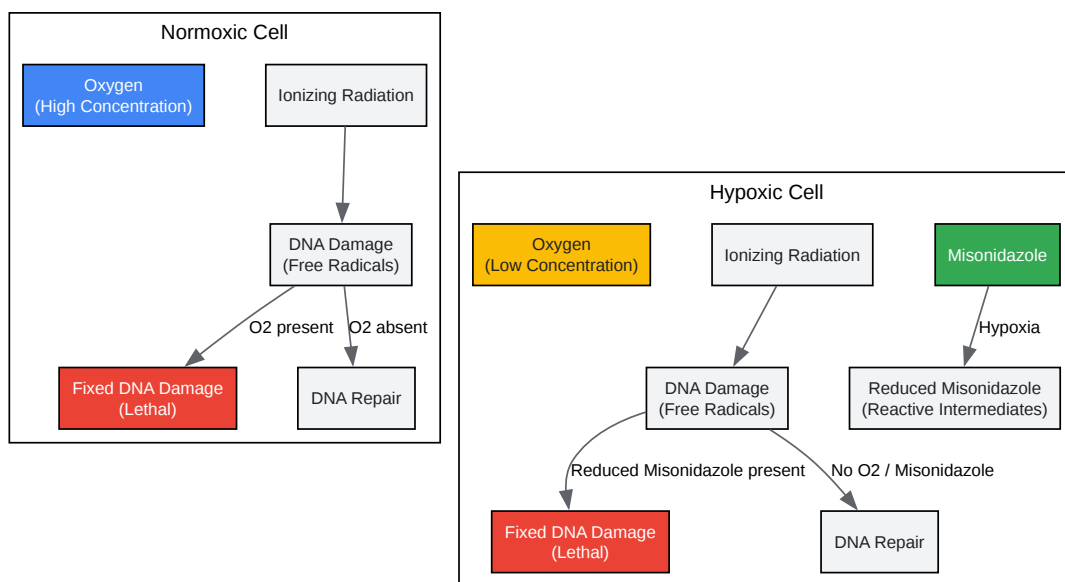 Normoxic Cell
Oxygen
(High Concentration)
Ionizing Radiation
DNA Damage
(Free Radicals)
O2 present
O2 absent
Fixed DNA Damage
(Lethal)
DNA Repair
Hypoxic Cell
Oxygen
(Low Concentration)
Ionizing Radiation
Misonidazole
Hypoxia
DNA Damage
(Free Radicals)
Reduced Misonidazole
(Reactive Intermediates)
Reduced Misonidazole present
No O2 / Misonidazole
Fixed DNA Damage
(Lethal)
DNA Repair